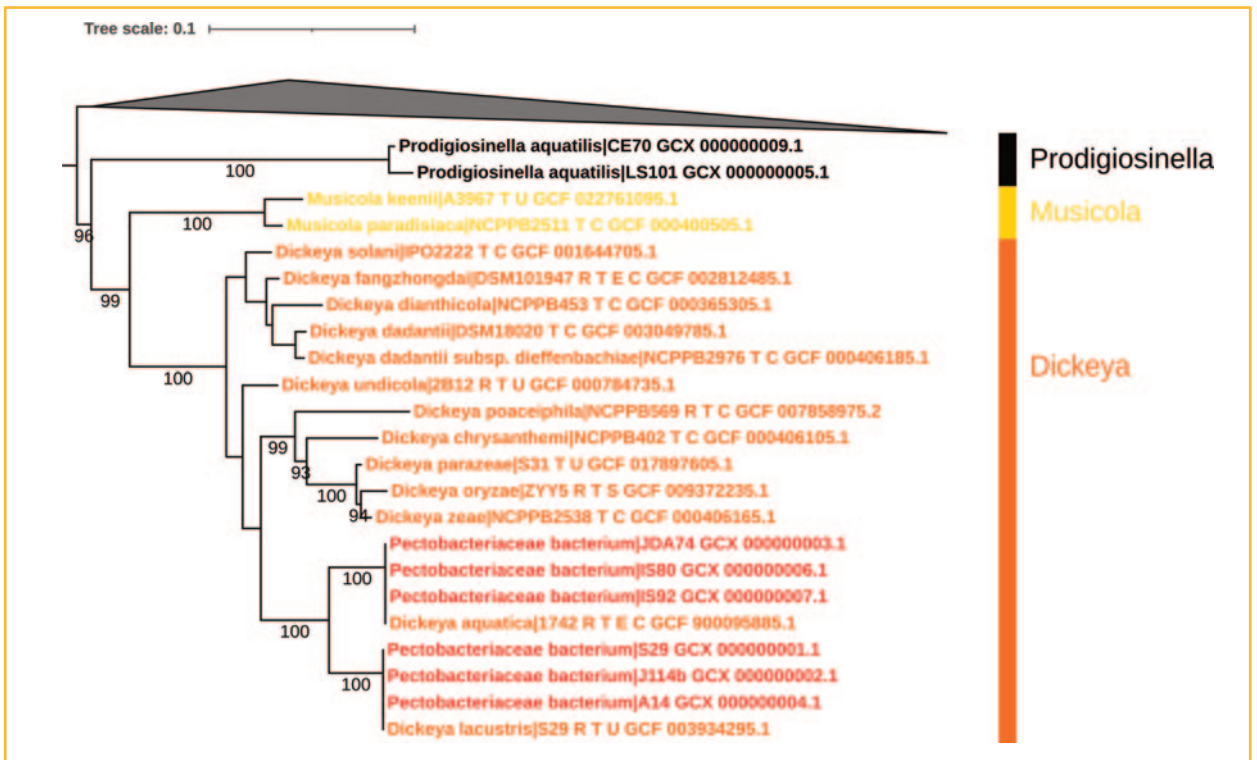 Tree scale: 0.1
Prodigiosinella aquatilis|CE70 GCX 000000009.1
100
Prodigiosinella aquatilis|LS101 GCX 000000005.1
Prodigiosinella
Musicola keenii|A3967 T U GCF 022761095.1
100
Musicola paradisiaca|NCPPB2511 T C GCF 000400505.1
Musicola
96
Dickeya solani|IPO2222 T C GCF 001644705.1
Dickeya fangzhongdai|DSM101947 R T E C GCF 002812485.1
99
Dickeya dianthicola|NCPPB453 T C GCF 000365305.1
Dickeya dadantii|DSM18020 T C GCF 003049785.1
Dickeya dadantii subsp. dieffenbachiae|NCPPB2976 T C GCF 000406185.1
Dickeya
100
Dickeya undicola|2B12 R T U GCF 000784735.1
Dickeya poaceiphila|NCPPB569 R T C GCF 007858975.2
Dickeya chrysanthemi|NCPPB402 T C GCF 000406105.1
99
93
Dickeya parazeae|S31 T U GCF 017897605.1
Dickeya oryzae|ZYY5 R T S GCF 009372235.1
100
94
Dickeya zeae|NCPPB2538 T C GCF 000406165.1
Pectobacteriaceae bacterium|JDA74 GCX 000000003.1
Pectobacteriaceae bacterium|IS80 GCX 000000006.1
100
Pectobacteriaceae bacterium|IS92 GCX 000000007.1
Dickeya aquatica|1742 R T E C GCF 900095885.1
100
Pectobacteriaceae bacterium|S29 GCX 000000001.1
Pectobacteriaceae bacterium|J114b GCX 000000002.1
100
Pectobacteriaceae bacterium|A14 GCX 000000004.1
Dickeya lacustris|S29 R T U GCF 003934295.1